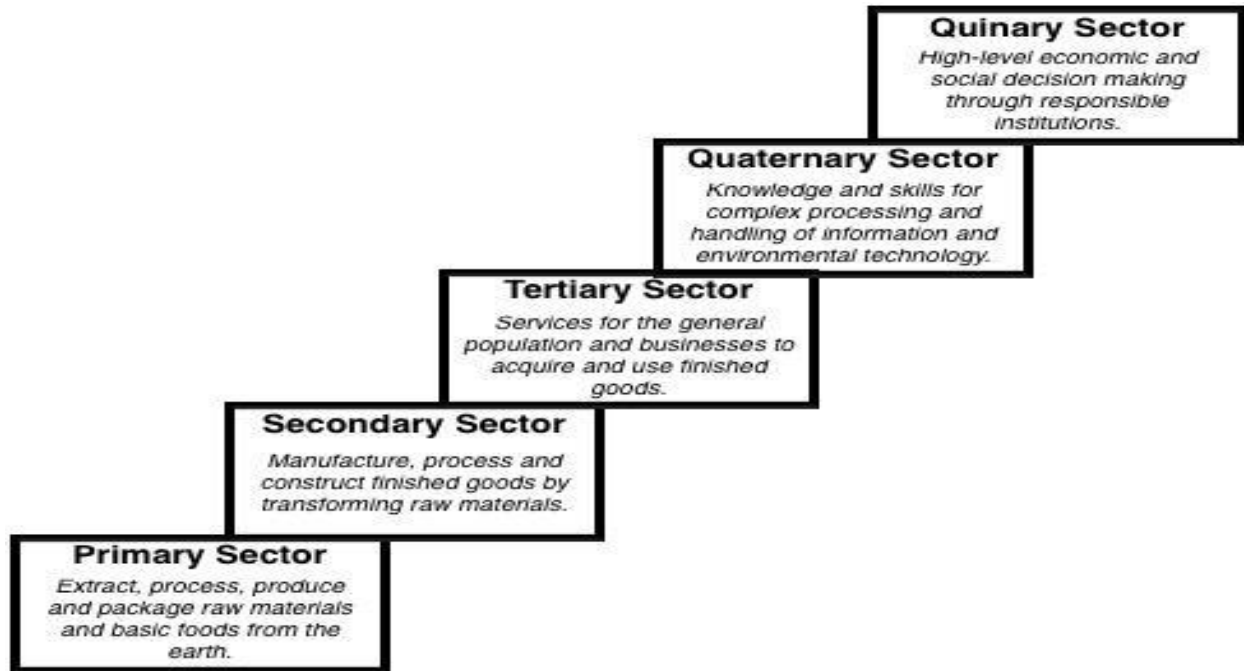 Quinary Sector
High-level economic and
social decision making
through responsible
institutions.
Quaternary Sector
Knowledge and skills for
complex processing and
handling of information and
environmental technology.
Tertiary Sector
Services for the general
population and businesses to
acquire and use finished
goods.
Secondary Sector
Manufacture, process and
construct finished goods by
transforming raw materials.
Primary Sector
Extract, process, produce
and package raw materials
and basic foods from the
earth.